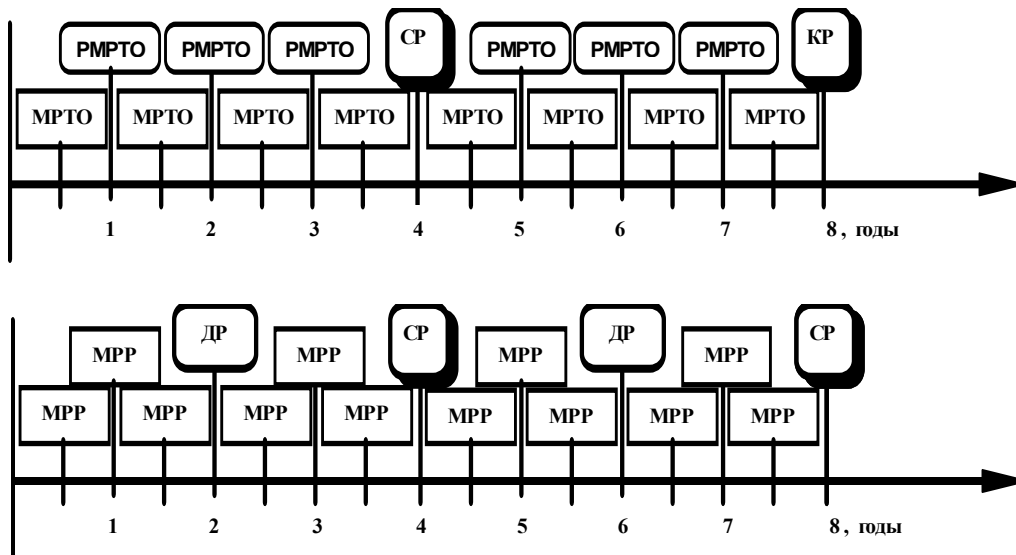 РМРТО РМРТО РМРТО СР РМРТО РМРТО РМРТО КР
МРТО МРТО МРТО МРТО МРТО МРТО МРТО МРТО
1 2 3 4 5 6 7 8 , годы
МРР ДР МРР СР МРР ДР МРР СР
МРР МРР МРР МРР МРР МРР МРР МРР
1 2 3 4 5 6 7 8 , годы